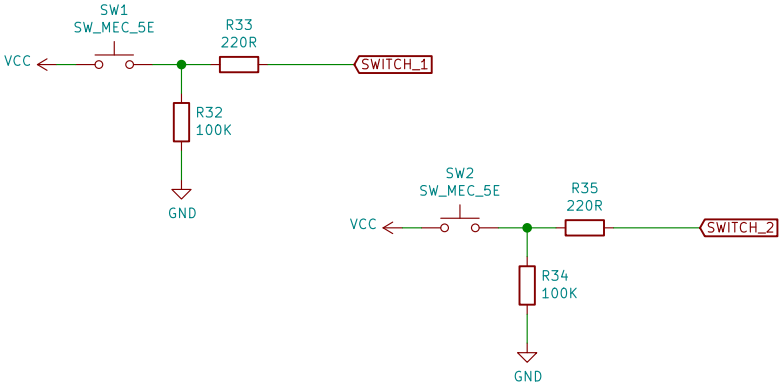 SW1
SW_MEC_5E
R33
220R
VCC
SWITCH_1
R32
100K
GND
SW2
SW_MEC_5E
R35
220R
VCC
SWITCH_2
R34
100K
GND